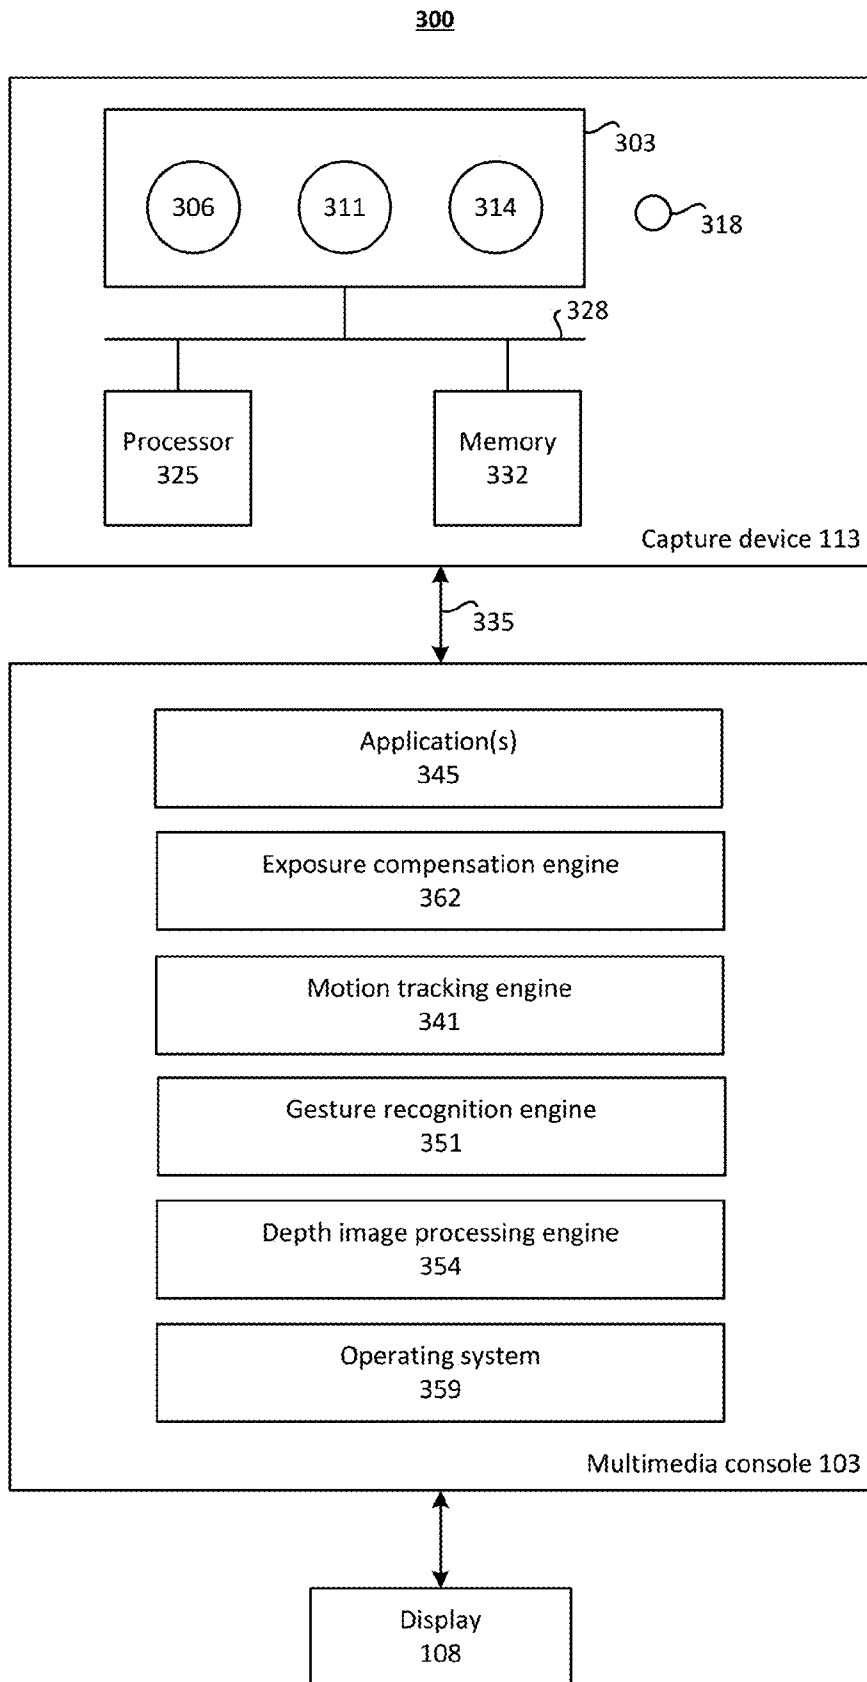 300
303
306 311 314
318
328
Processor
325
Memory
332
Capture device 113
335
Application(s)
345
Exposure compensation engine
362
Motion tracking engine
341
Gesture recognition engine
351
Depth image processing engine
354
Operating system
359
Multimedia console 103
Display
108